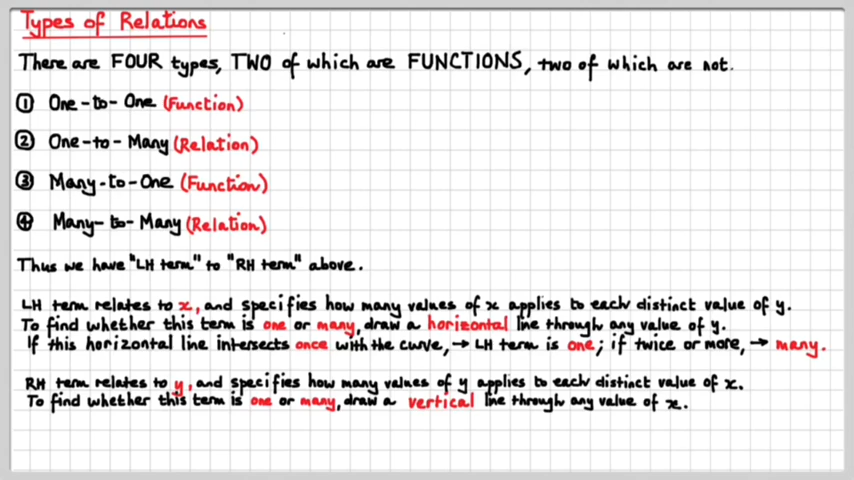 Types of Relations
There are FOUR types, TWO of which are FUNCTIONS, two of which are not.
① One-to-One (Function)
② One-to-Many (Relation)
③ Many-to-One (Function)
④ Many-to-Many (Relation)
Thus we have "LH term" to "RH term" above.
LH term relates to x, and specifies how many values of x applies to each distinct value of y.
To find whether this term is one or many, draw a horizontal line through any value of y.
If this horizontal line intersects once with the curve, → LH term is one; if twice or more, → many.
RH term relates to y, and specifies how many values of y applies to each distinct value of x.
To find whether this term is one or many, draw a vertical line through any value of x.